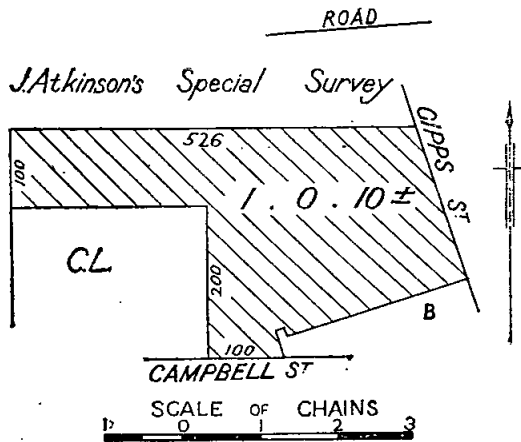 ROAD
J.Atkinson's Special Survey
GIPPS ST
526
100
1 . 0 . 10 ±
C.L.
200
B
100
CAMPBELL ST
SCALE OF CHAINS
1 0 1 2 3